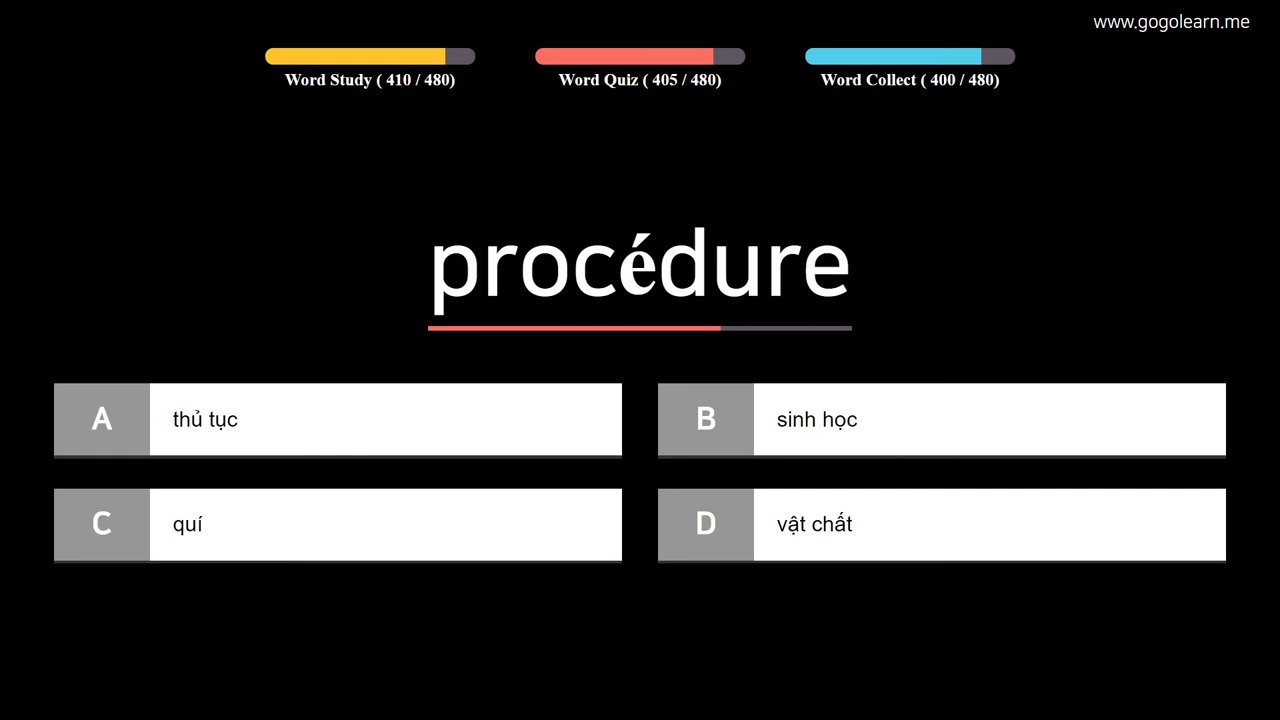 www.gogolearn.me
Word Study ( 410 / 480)
Word Quiz ( 405 / 480)
Word Collect ( 400 / 480)
procédure
A thủ tục
B sinh học
C quí
D vật chất